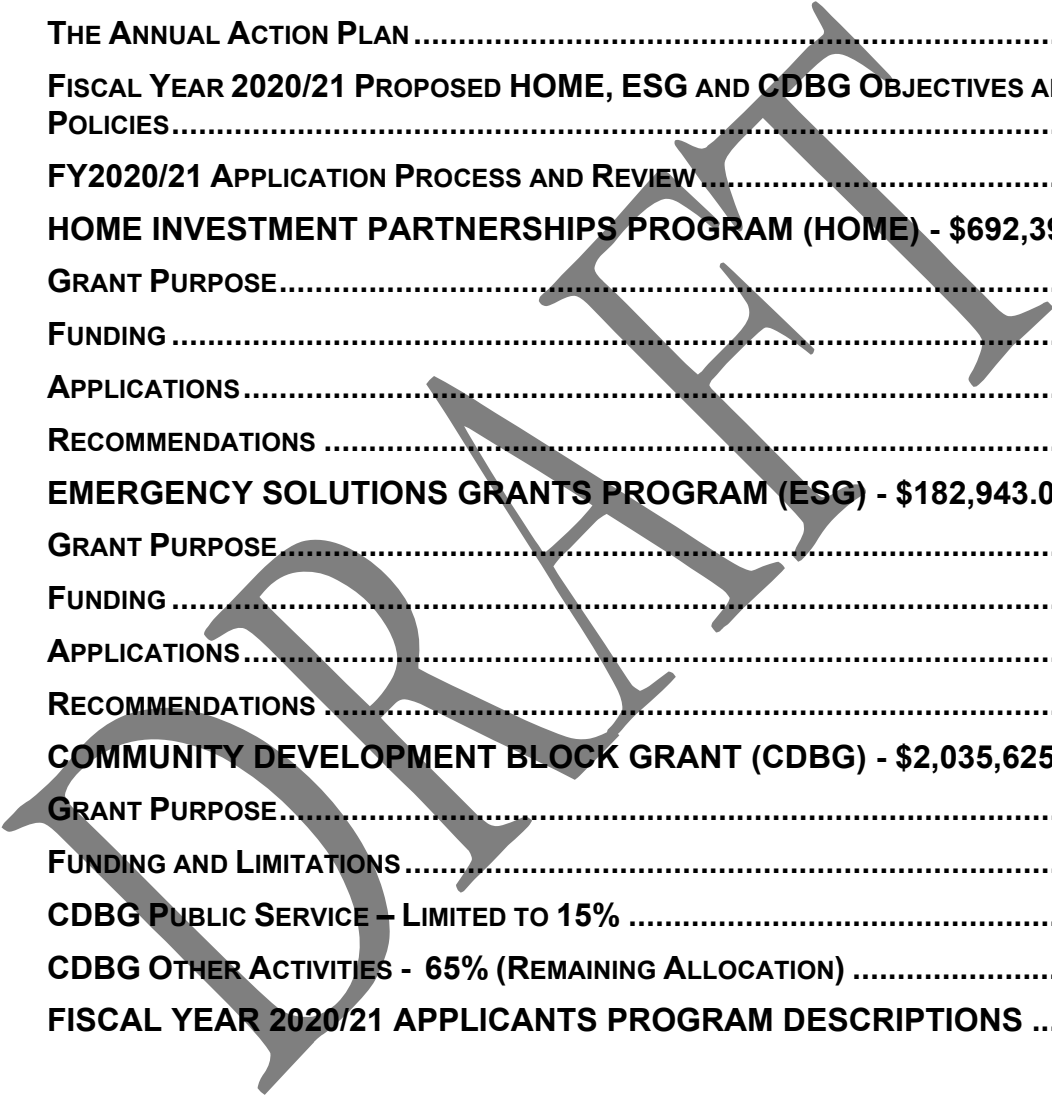 THE ANNUAL ACTION PLAN
FISCAL YEAR 2020/21 PROPOSED HOME, ESG AND CDBG OBJECTIVES
POLICIES
FY2020/21 APPLICATION PROCESS AND REVIEW
HOME INVESTMENT PARTNERSHIPS PROGRAM (HOME) - $692,39
GRANT PURPOSE
FUNDING
APPLICATIONS
RECOMMENDATIONS
EMERGENCY SOLUTIONS GRANTS PROGRAM (ESG) - $182,943.0
GRANT PURPOSE
FUNDING
APPLICATIONS
RECOMMENDATIONS
COMMUNITY DEVELOPMENT BLOCK GRANT (CDBG) - $2,035,625
GRANT PURPOSE
FUNDING AND LIMITATIONS
CDBG PUBLIC SERVICE – LIMITED TO 15%
CDBG OTHER ACTIVITIES - 65% (REMAINING ALLOCATION)
FISCAL YEAR 2020/21 APPLICANTS PROGRAM DESCRIPTIONS
DRAFT